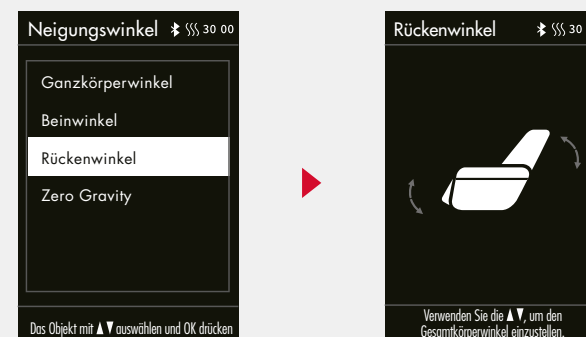 Neigungswinkel 30 00
Ganzkörperwinkel
Beinwinkel
Rückenwinkel
Zero Gravity
Das Objekt mit ▲▼ auswählen und OK drücken
Rückenwinkel 30
Verwenden Sie die ▲▼, um den
Gesamtkörperwinkel einzustellen.